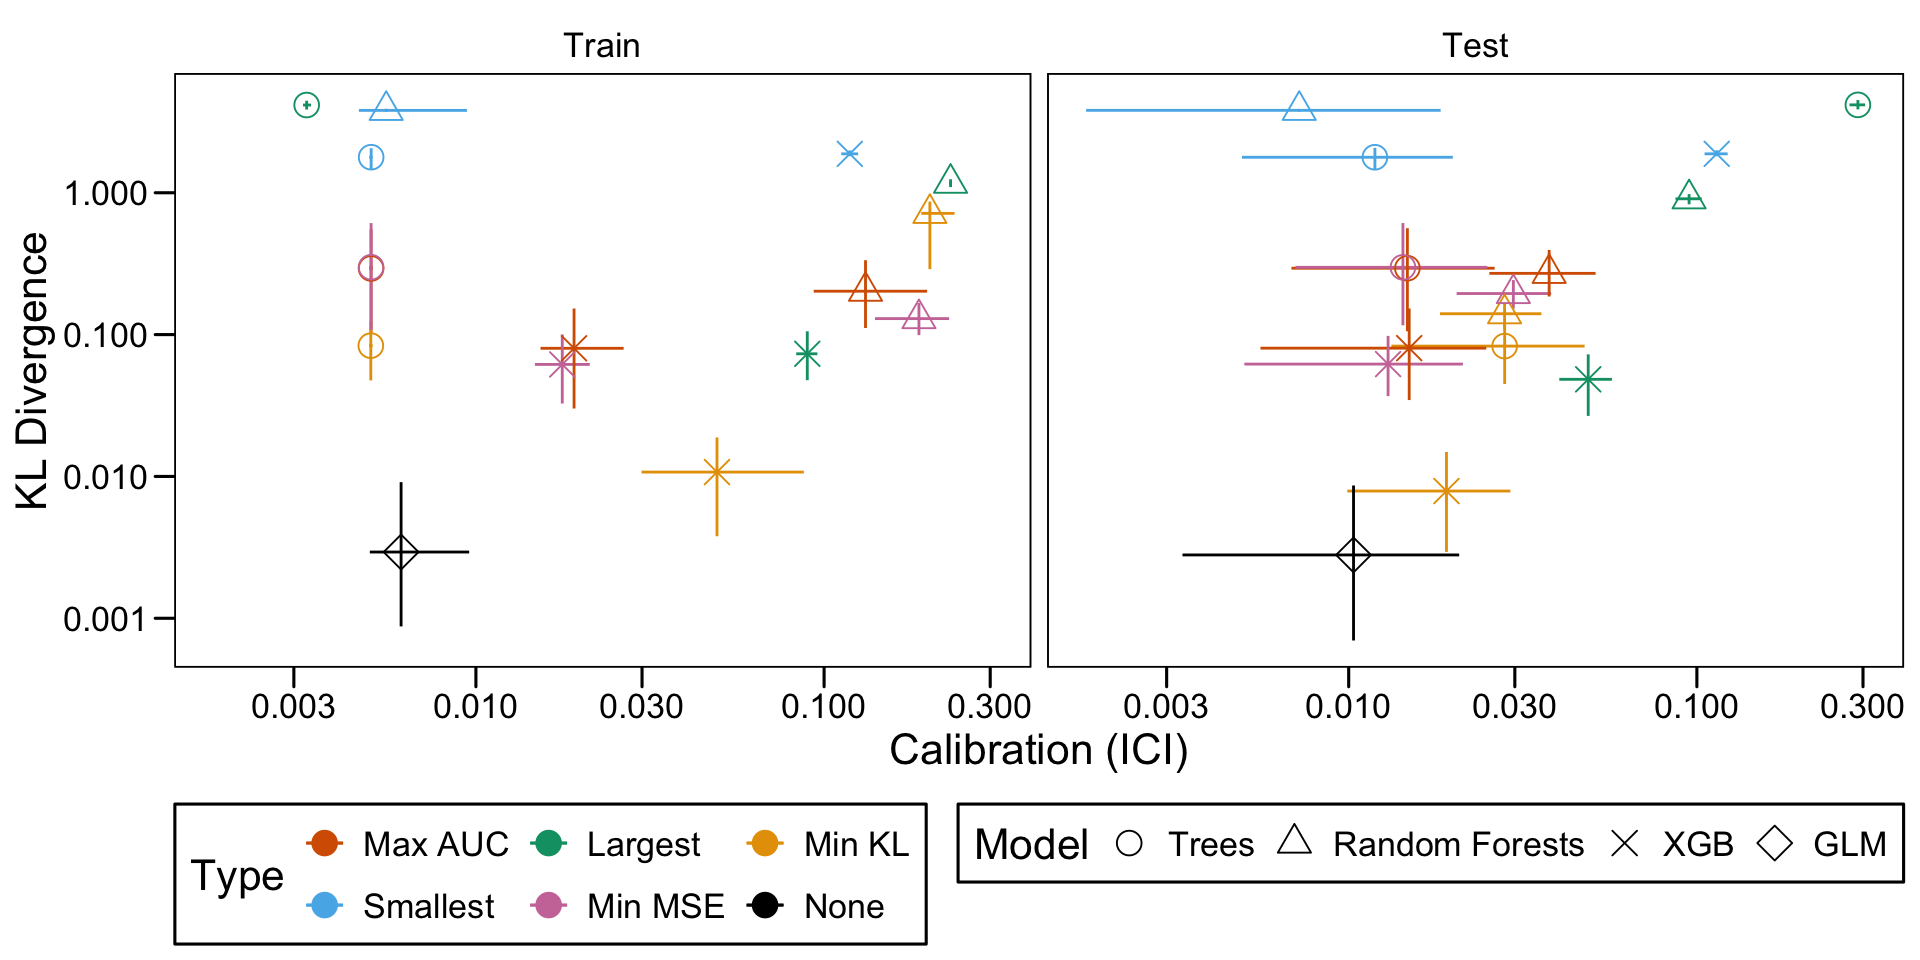 Train
Test
KL Divergence
1.000
0.100
0.010
0.001
0.003 0.010 0.030 0.100 0.300
0.003 0.010 0.030 0.100 0.300
Calibration (ICI)
Type
Max AUC Largest Min KL
Smallest Min MSE None
Model Trees Random Forests XGB GLM